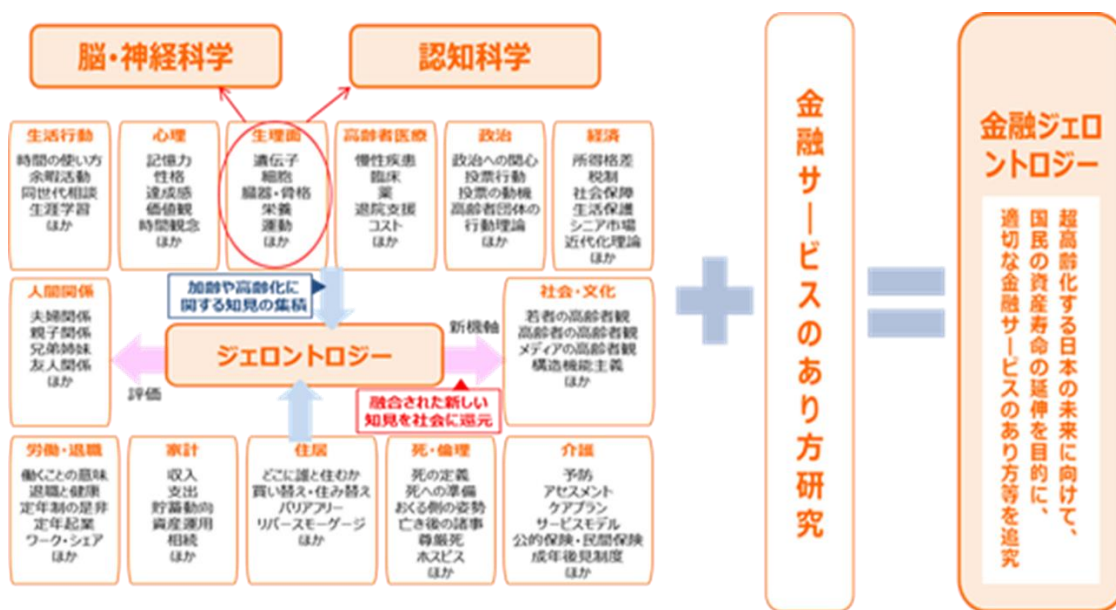 脳・神経科学
認知科学
生活行動
時間の使い方
余暇活動
同世代相談
生涯学習
ほか
心理
記憶力
性格
達成感
価値観
時間観念
ほか
生理面
遺伝子
細胞
臓器・骨格
栄養
運動
ほか
高齢者医療
慢性疾患
臨床
薬
退院支援
コスト
ほか
政治
政治への関心
投票行動
投票の動機
高齢者団体の
行動理論
ほか
経済
所得格差
税制
社会保障
生活保護
シニア市場
近代化理論
ほか
加齢や高齢化に
関する知見の集積
人間関係
夫婦関係
親子関係
兄弟姉妹
友人関係
ほか
評価
ジェロントロジー
新機軸
融合された新しい
知見を社会に還元
社会・文化
若者の高齢者観
高齢者の高齢者観
メディアの高齢者観
構造機能主義
ほか
労働・退職
働くことの意味
退職と健康
定年制の是非
定年起業
ワーク・シェア
ほか
家計
収入
支出
貯蓄動向
資産運用
相続
ほか
住居
どこに誰と住むか
買い替え・住み替え
バリアフリー
リバースモーゲージ
ほか
死・倫理
死の定義
死への準備
おくる側の姿勢
亡き後の諸事
尊厳死
ホスピス
ほか
介護
予防
アセスメント
ケアプラン
サービスモデル
公的保険・民間保険
成年後見制度
ほか
金融サービスのあり方研究
金融ジェロ
ントロジー
超高齢化する日本の未来に向けて、
国民の資産寿命の延伸を目的に、
適切な金融サービスのあり方等を追究